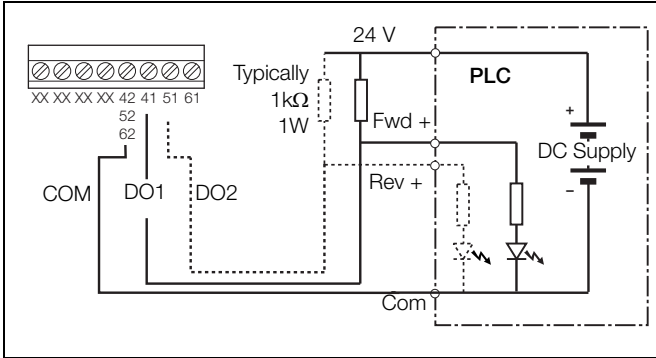 24 V
PLC
Typically
1kΩ
1W
XX XX XX XX 42 41 51 61
52
62
Fwd +
+
DC Supply
–
Rev +
COM
DO1
DO2
Com